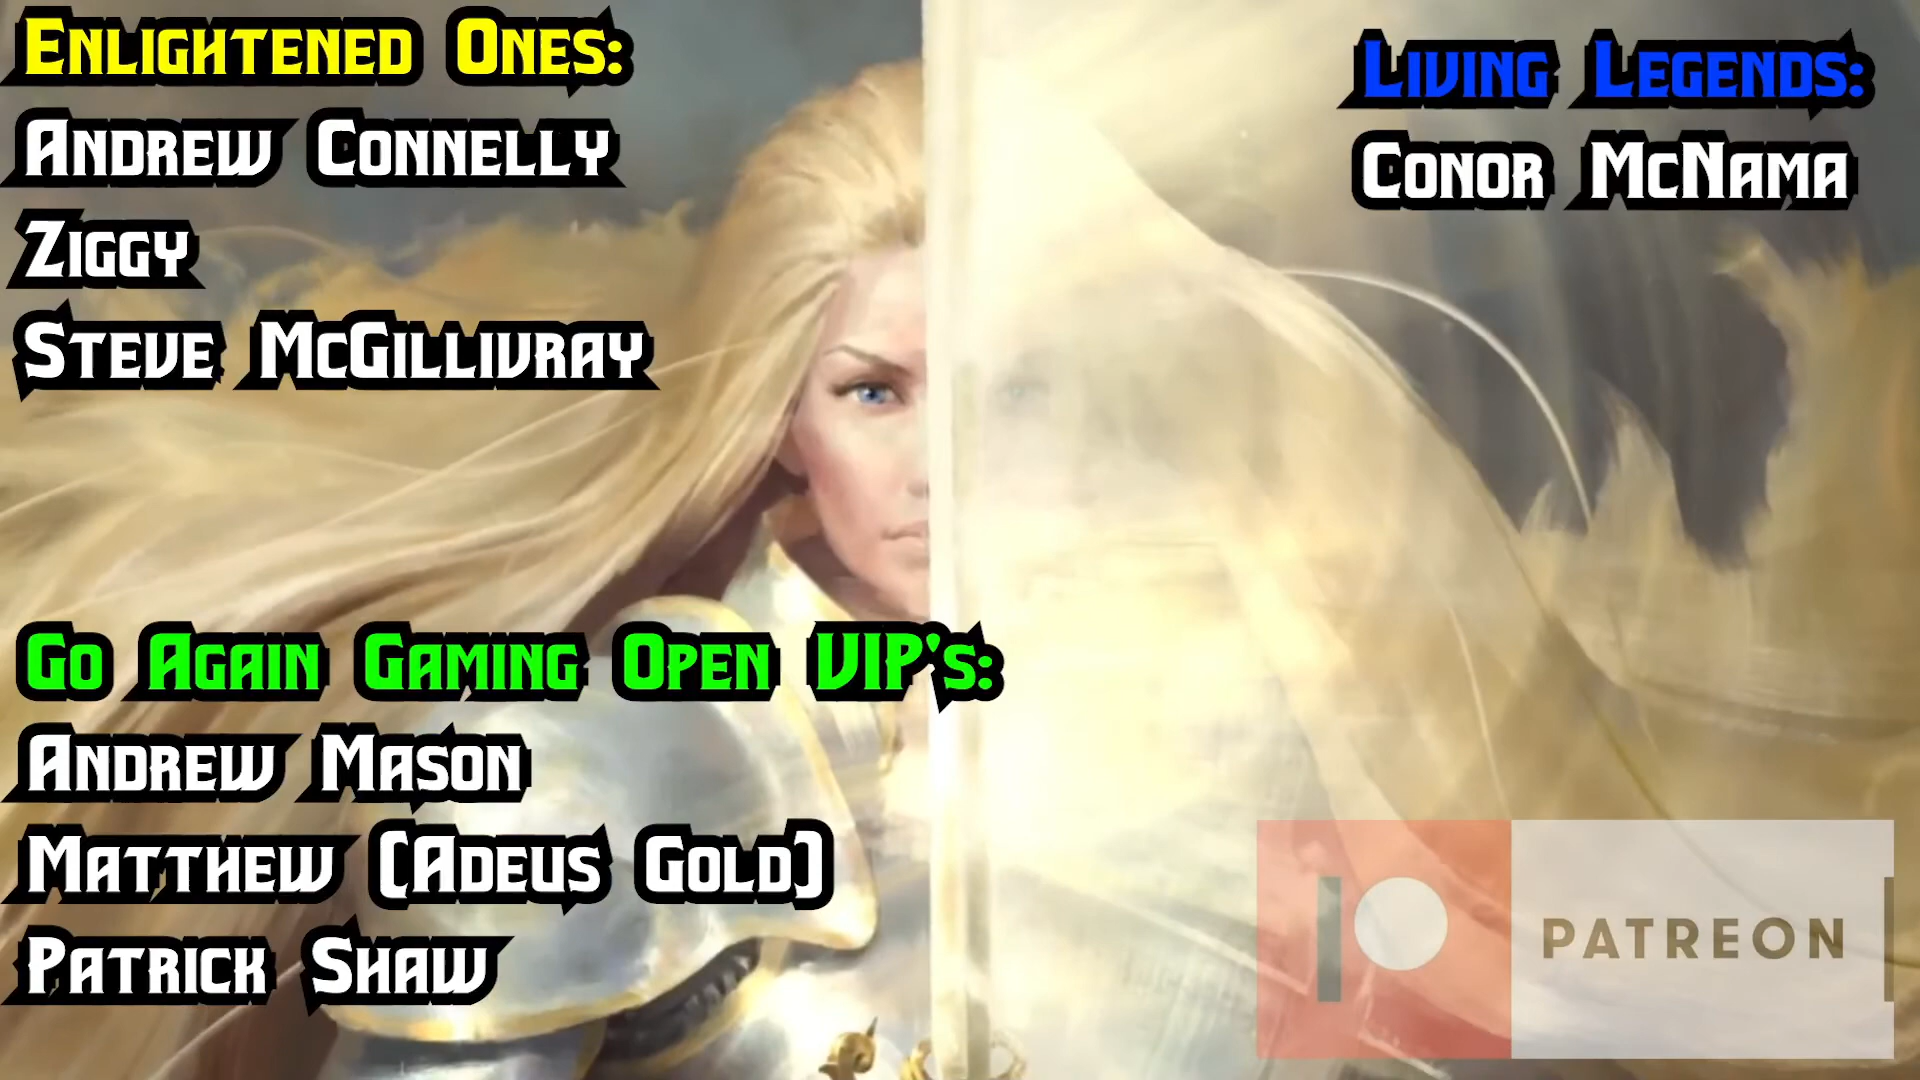 Enlightened Ones:
Andrew Connelly
Ziggy
Steve McGillivray
Living Legends:
Conor McNama
Go Again Gaming Open VIP's:
Andrew Mason
Matthew (Adeus Gold)
Patrick Shaw
PATREON